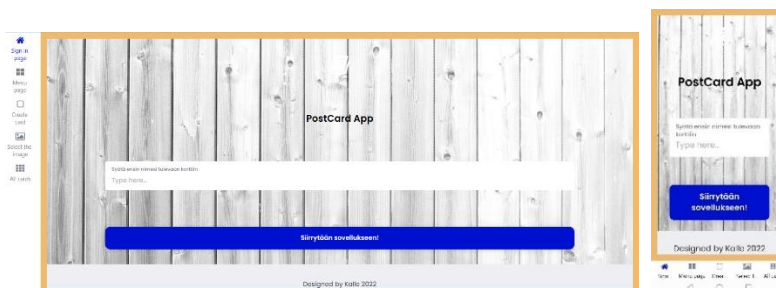 Sign in
page
Menu
page
Create
card
Select the
image
All cards
PostCard App
Syötä ensin nimesi tulevaan korttiin
Type here...
Siirrytään sovellukseen!
Designed by Kalle 2022
PostCard App
Syötä ensin nimesi tulevaan
korttiin
Type here...
Siirrytään
sovellukseen!
Designed by Kalle 2022
Menu page